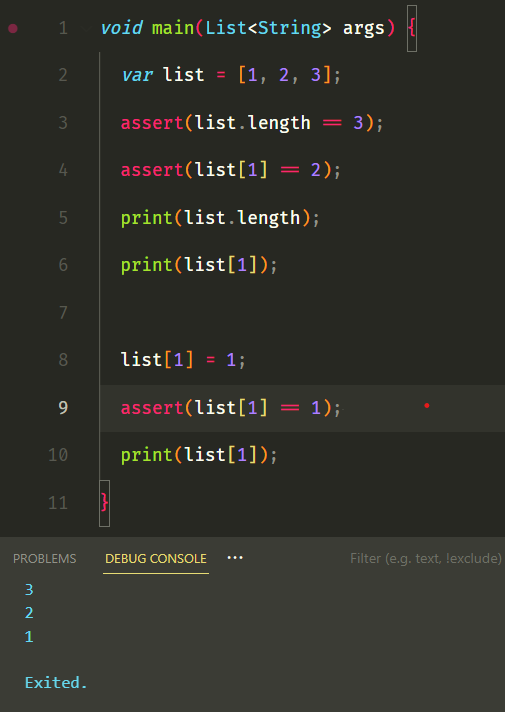 1 void main(List<String> args) {
2 var list = [1, 2, 3];
3 assert(list.length == 3);
4 assert(list[1] == 2);
5 print(list.length);
6 print(list[1]);
7
8 list[1] = 1;
9 assert(list[1] == 1);
10 print(list[1]);
11 }
PROBLEMS DEBUG CONSOLE ··· Filter (e.g. text, !exclude)
3
2
1
Exited.